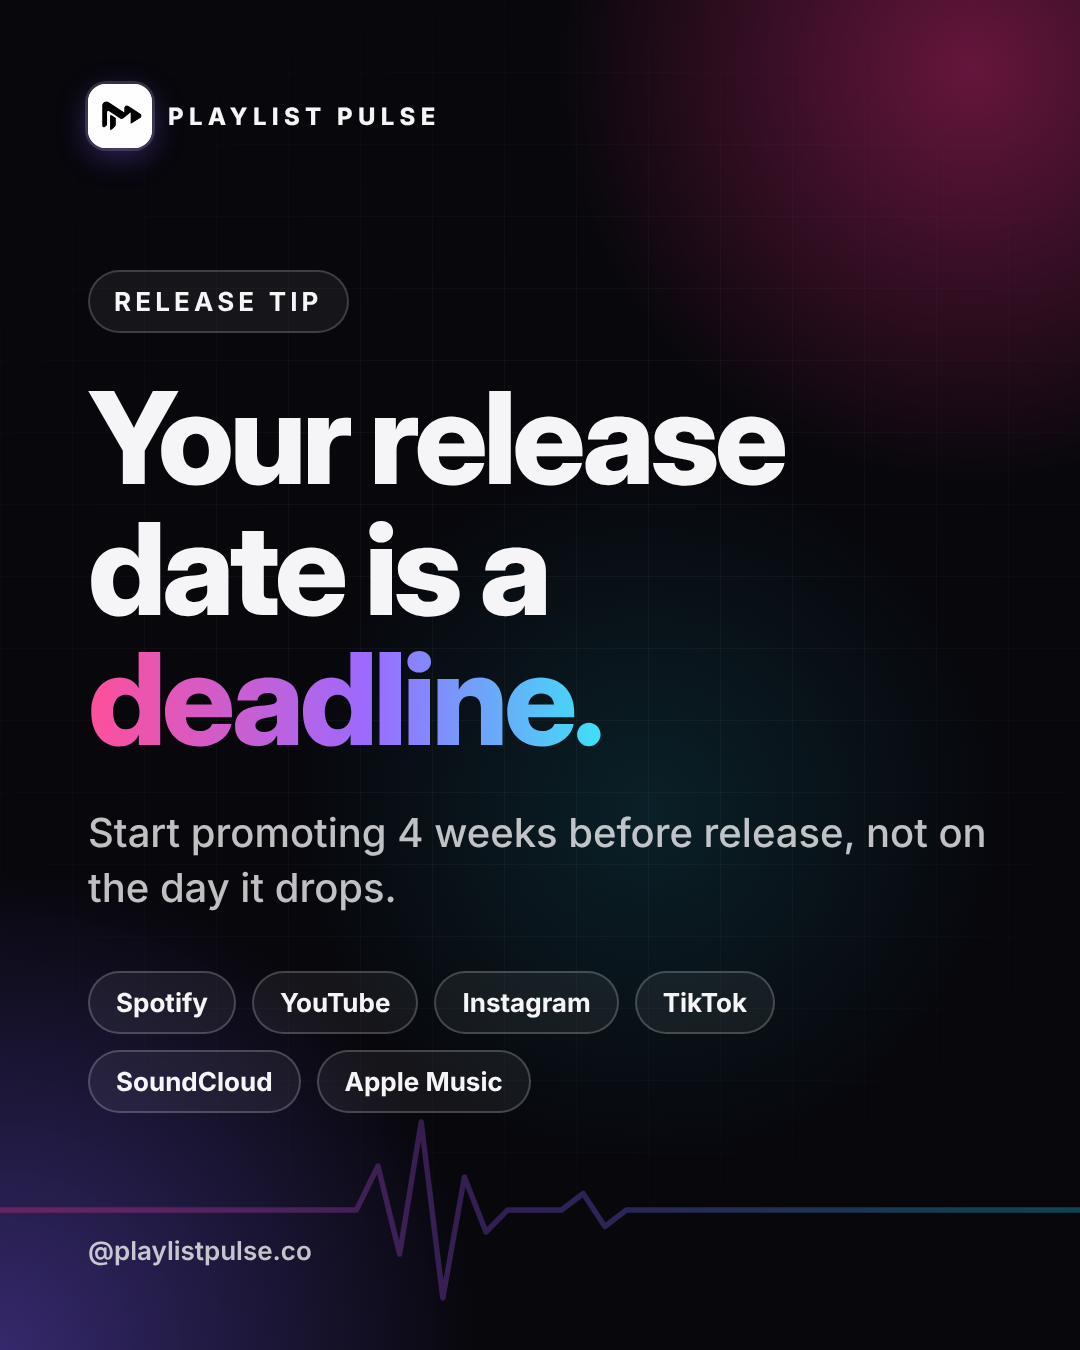 PLAYLIST PULSE
RELEASE TIP
Your release
date is a
deadline.
Start promoting 4 weeks before release, not on
the day it drops.
Spotify YouTube Instagram TikTok
SoundCloud Apple Music
@playlistpulse.co